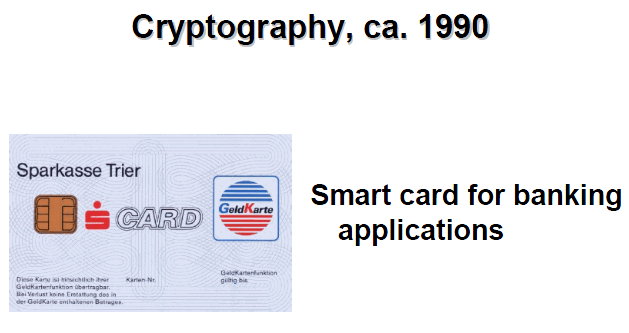 Cryptography, ca. 1990
Sparkasse Trier
S CARD
GeldKarte
Smart card for banking
applications
Diese Karte ist hinsichtlich ihrer
GeldKartenfunktion übertragbar.
Bei Verlust keine Erstattung des in
der GeldKarte enthaltenen Betrages.
Karten-Nr.
GeldKartenfunktion
gültig bis: